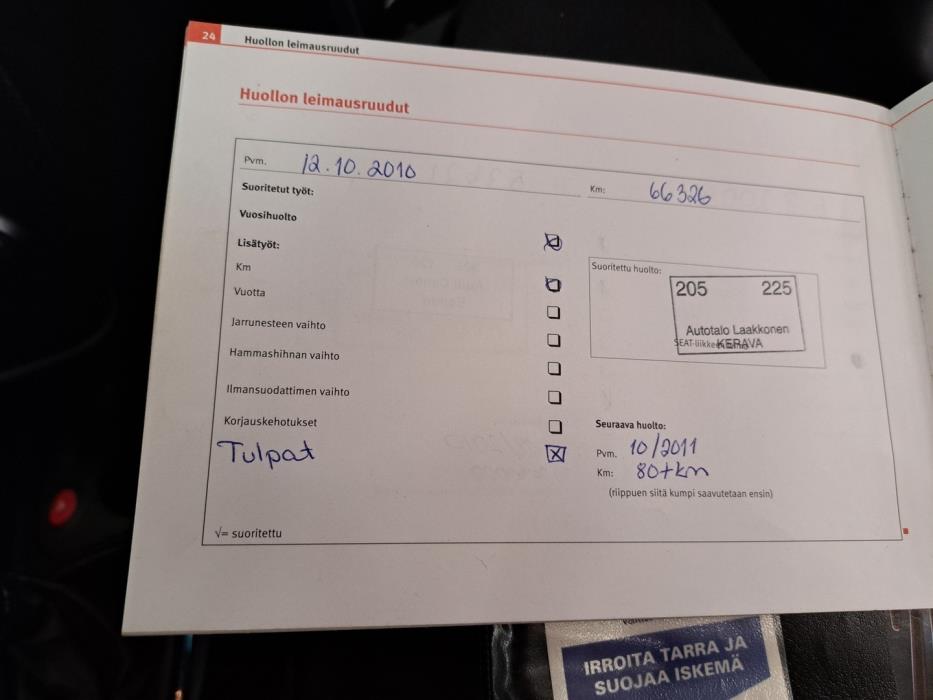 24 Huollon leimausruudut
Huollon leimausruudut
Pvm. 12.10.2010
Km: 66326
Suoritetut työt:
Vuosihuolto
Lisätyöt:
Km
Vuotta
Jarrunesteen vaihto
Hammashihnan vaihto
Ilmansuodattimen vaihto
Korjauskehotukset
Tulpat
√= suoritettu
Suoritettu huolto:
205 225
Autotalo Laakkonen
KERAVA
Seuraava huolto:
Pvm. 10/2011
Km: 80tkm
(riippuen siitä kumpi saavutetaan ensin)
IRROITA TARRA JA
SUOJAA ISKEMÄ